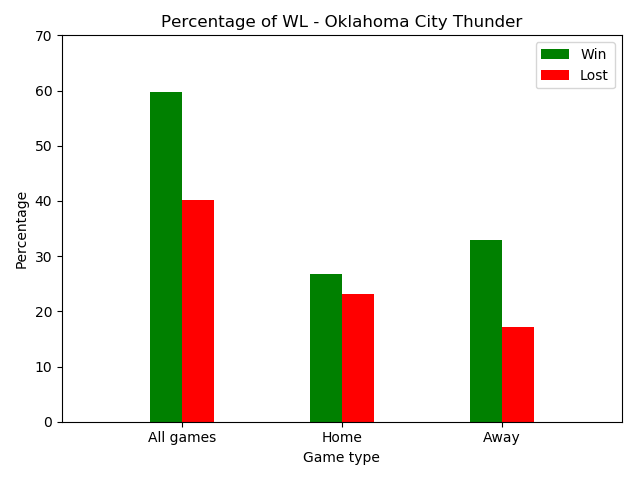 Percentage of WL - Oklahoma City Thunder
70
60
50
40
30
20
10
0
Percentage
Win
Lost
All games
Home
Away
Game type